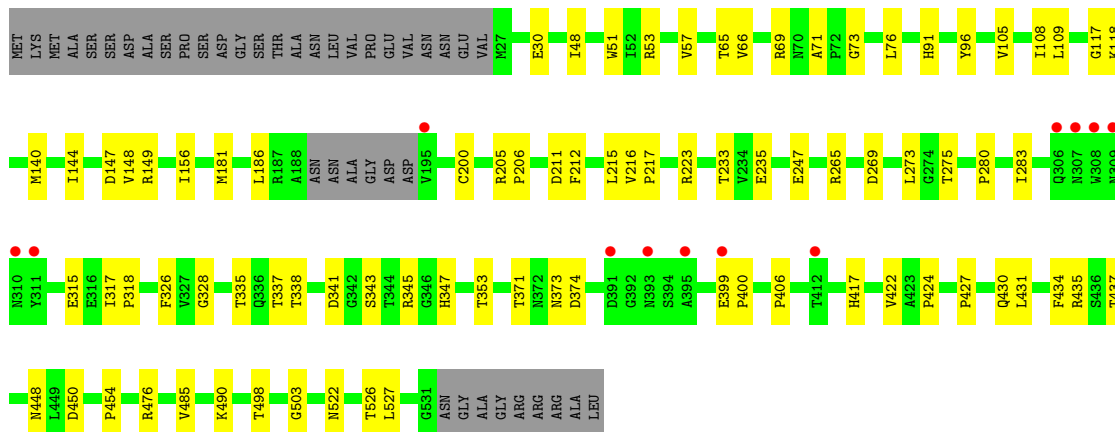 MET LYS MET ALA SER SER ASP ALA SER PRO SER ASP GLY SER THR ALA ASN LEU VAL PRO GLU VAL ASN ASN GLU VAL M27 E30 I48 W51 I52 R53 V57 T65 V66 R69 N70 A71 P72 G73 L76 H91 Y96 V105 I108 L109 G117
M140 I144 D147 V148 R149 I156 M181 L186 R187 A188 ASN ASN ALA GLY ASP ASP V195 C200 R205 P206 D211 F212 L215 V216 P217 R223 T233 V234 E235 E247 R265 D269 L273 G274 T275 P280 I283 Q306 N307 W308 N309
N310 Y311 E315 E316 I317 P318 F326 V327 G328 T335 Q336 T337 T338 D341 G342 S343 T344 R345 G346 H347 T353 T371 N372 N373 D374 D391 G392 N393 S394 A395 E399 P400 P406 T412 H417 V422 A423 P424 P427 Q430 L431 F434 R435 S436 T437
N448 L449 D450 P454 R476 V485 K490 T498 G503 N522 T526 L527 G531 ASN GLY ALA GLY ARG ARG ARG ALA LEU